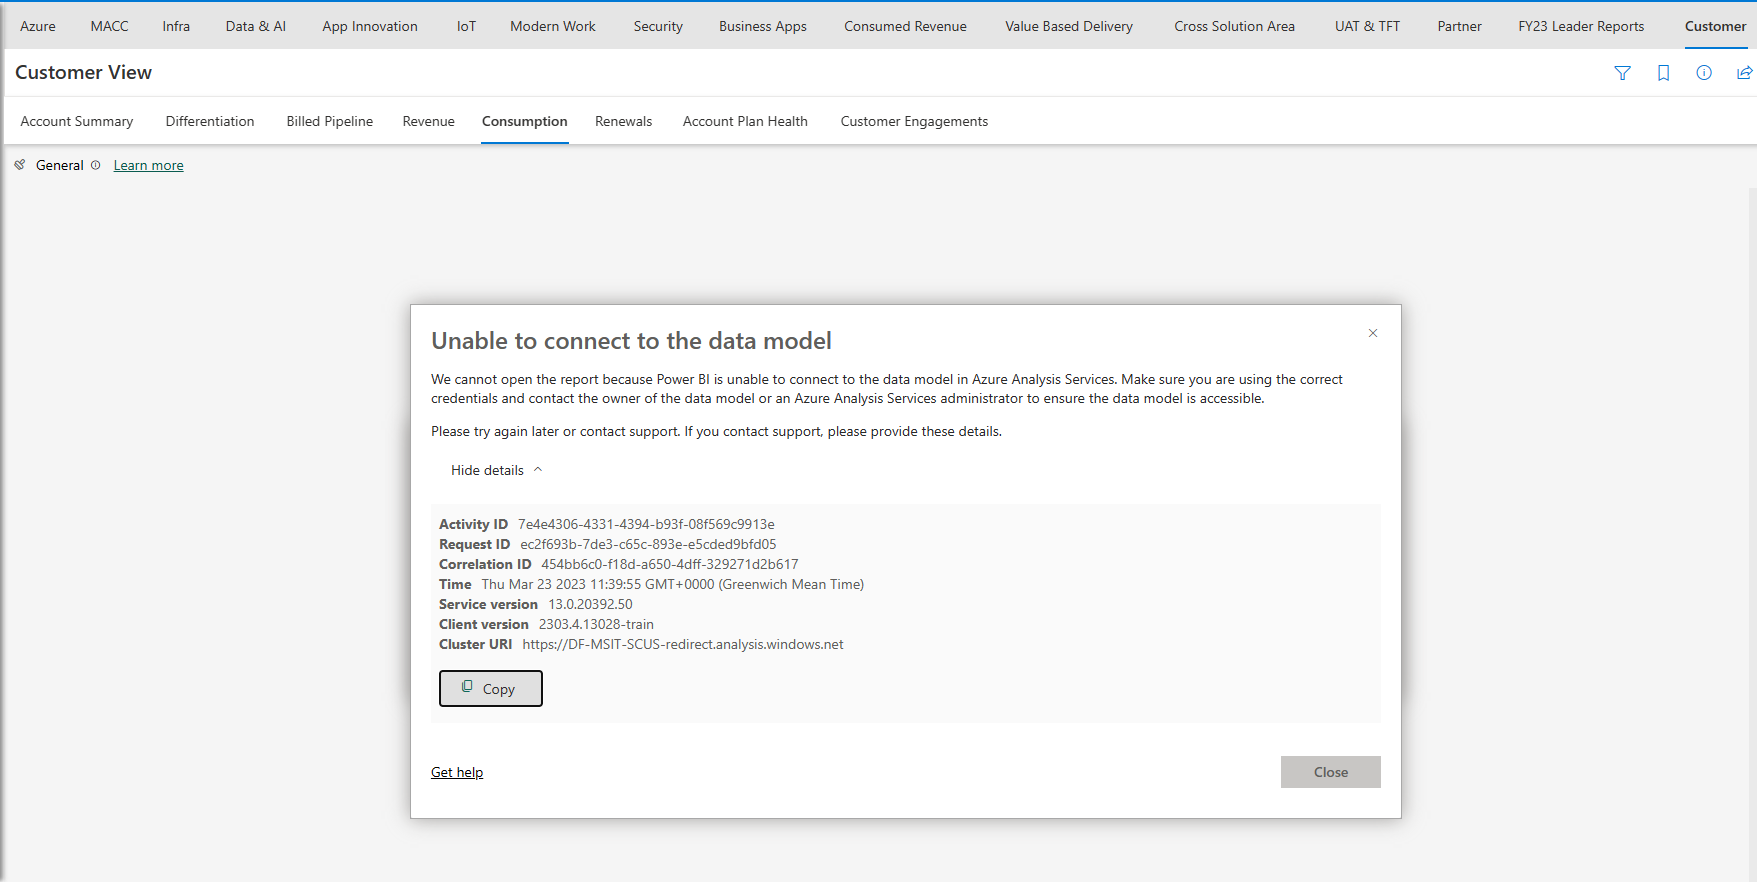 Azure MACC Infra Data & AI App Innovation IoT Modern Work Security Business Apps Consumed Revenue Value Based Delivery Cross Solution Area UAT & TFT Partner FY23 Leader Reports Customer
Customer View
Account Summary Differentiation Billed Pipeline Revenue Consumption Renewals Account Plan Health Customer Engagements
General Learn more
Unable to connect to the data model
We cannot open the report because Power BI is unable to connect to the data model in Azure Analysis Services. Make sure you are using the correct
credentials and contact the owner of the data model or an Azure Analysis Services administrator to ensure the data model is accessible.
Please try again later or contact support. If you contact support, please provide these details.
Hide details
Activity ID 7e4e4306-4331-4394-b93f-08f569c9913e
Request ID ec2f693b-7de3-c65c-893e-e5cded9bfd05
Correlation ID 454bb6c0-f18d-a650-4dff-329271d2b617
Time Thu Mar 23 2023 11:39:55 GMT+0000 (Greenwich Mean Time)
Service version 13.0.20392.50
Client version 2303.4.13028-train
Cluster URI https://DF-MSIT-SCUS-redirect.analysis.windows.net
Copy
Get help Close